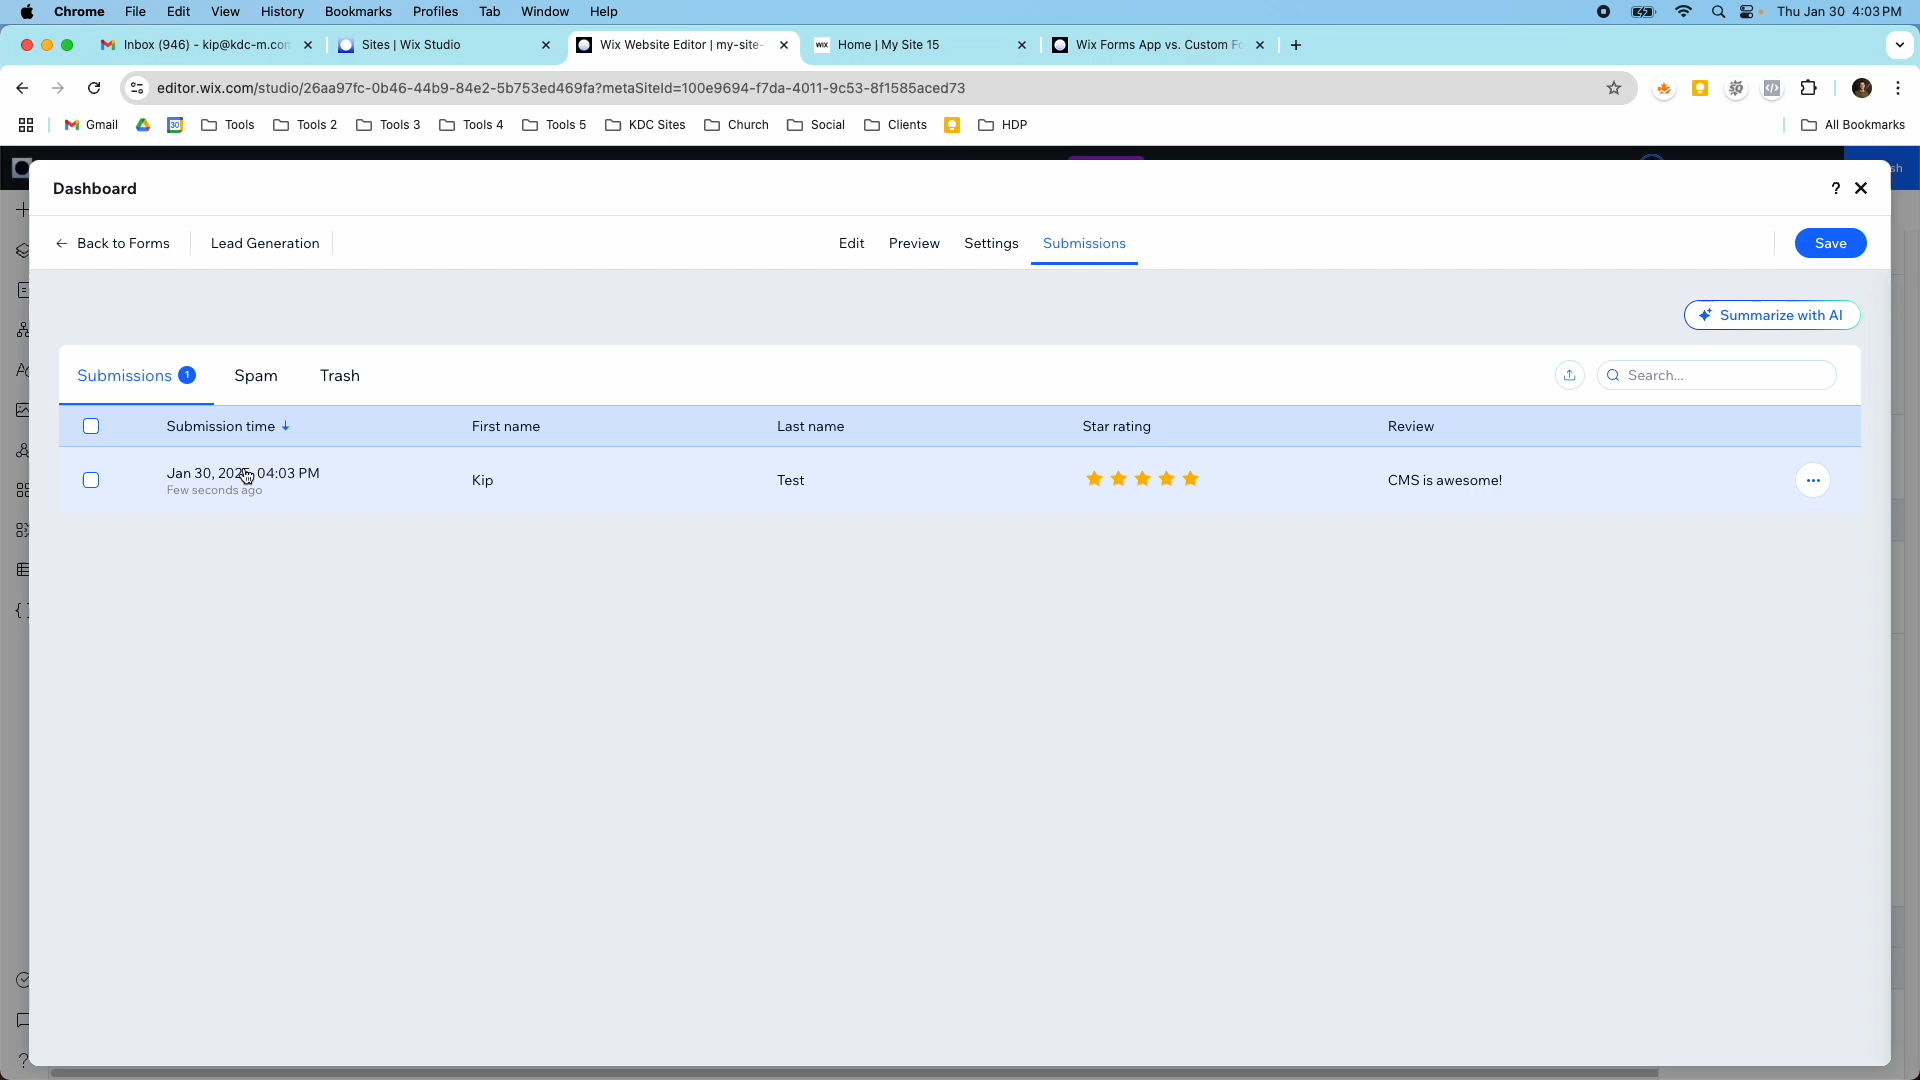 Chrome File Edit View History Bookmarks Profiles Tab Window Help Thu Jan 30 4:03 PM
Inbox (946) - kip@kdc-m.con Sites | Wix Studio Wix Website Editor | my-site- WIX Home | My Site 15 Wix Forms App vs. Custom Fo
editor.wix.com/studio/26aa97fc-0b46-44b9-84e2-5b753ed469fa?metaSiteId=100e9694-f7da-4011-9c53-8f1585aced73
Gmail 30 Tools Tools 2 Tools 3 Tools 4 Tools 5 KDC Sites Church Social Clients HDP All Bookmarks
Dashboard ?
Back to Forms Lead Generation Edit Preview Settings Submissions Save
Summarize with AI
Submissions 1 Spam Trash Search...
Submission time First name Last name Star rating Review
Jan 30, 2025, 04:03 PM Kip Test CMS is awesome!
Few seconds ago